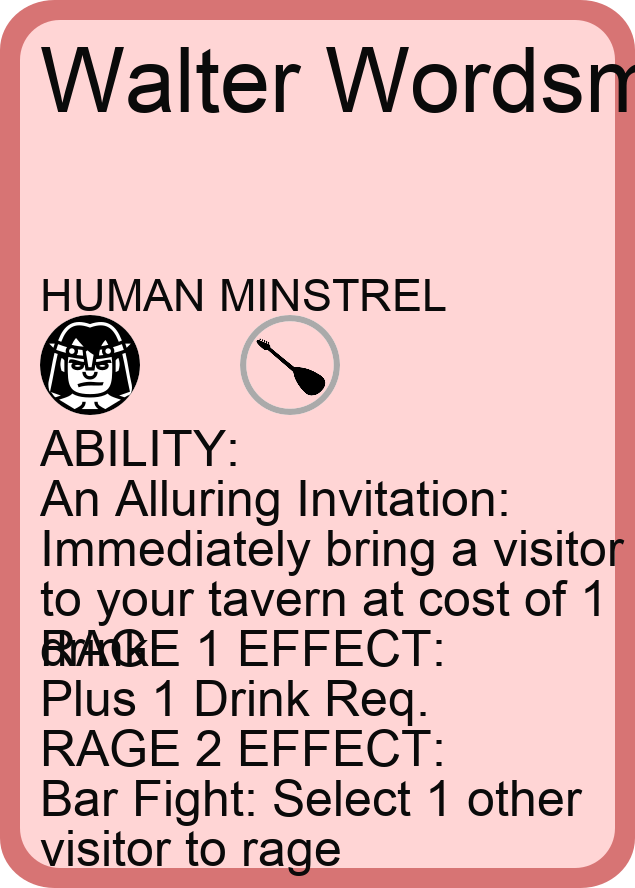 Walter Wordsm
HUMAN MINSTREL
ABILITY:
An Alluring Invitation:
Immediately bring a visitor
to your tavern at cost of 1
drink
RAGE 1 EFFECT:
Plus 1 Drink Req.
RAGE 2 EFFECT:
Bar Fight: Select 1 other
visitor to rage